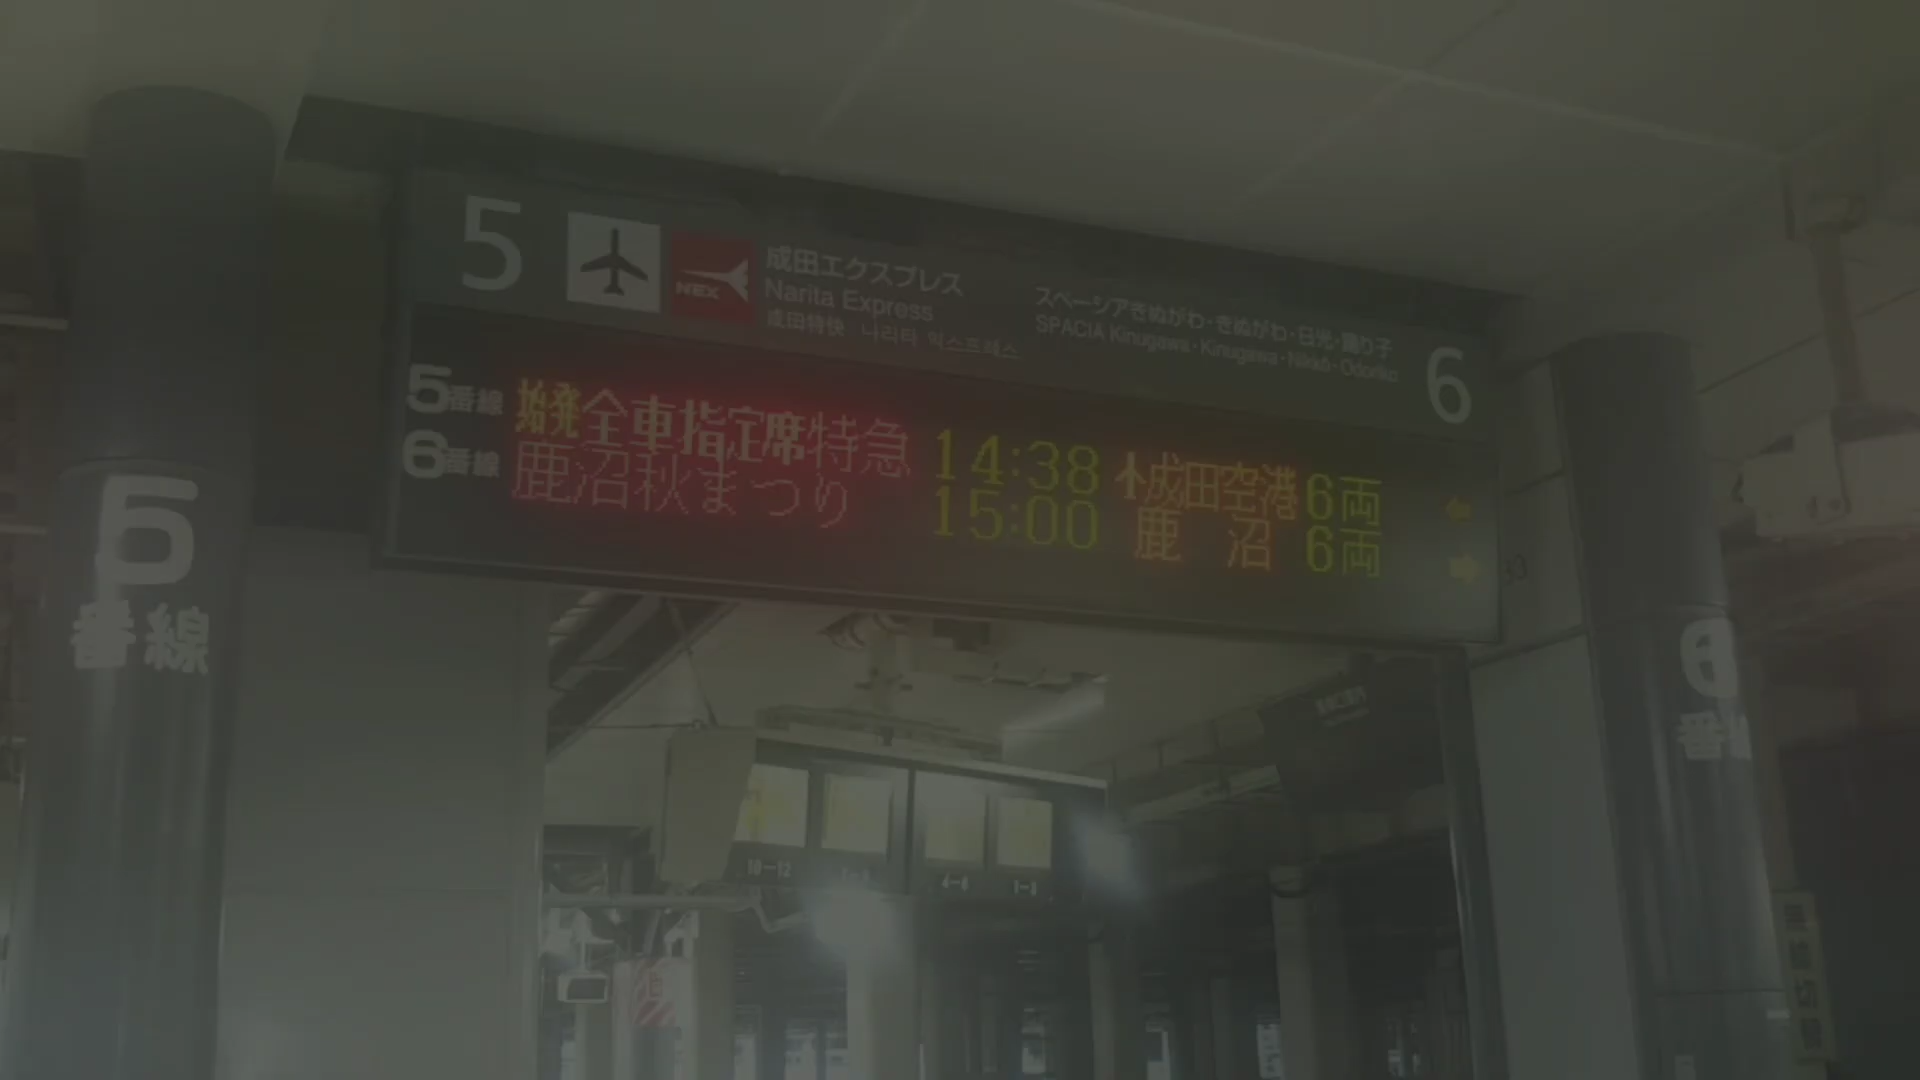 5
NEX
成田エクスプレス
Narita Express
成田特快 나리타 익스프레스
スペーシアきぬがわ・きぬがわ・日光・踊り子
SPACIA Kinugawa・Kinugawa・Nikkō・Odoriko
6
5番線 始発 全車指定席特急 14:38 成田空港 6両 ←
6番線 鹿沼秋まつり 15:00 鹿沼 6両 →
5
番線
6
番線
10-12
4-6
1-3